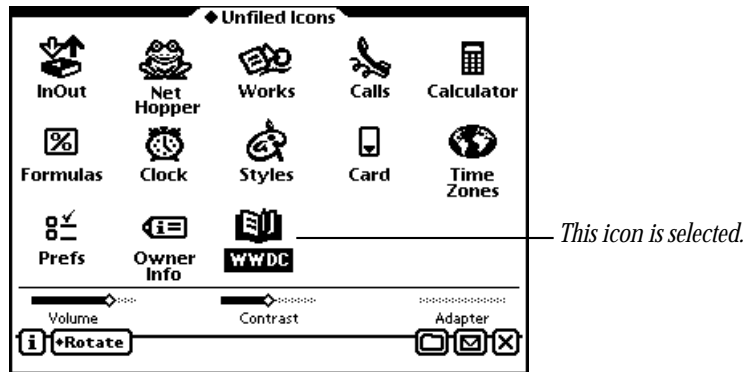 ◆Unfiled Icons
InOut
Net
Hopper
Works
Calls
Calculator
Formulas
Clock
Styles
Card
Time
Zones
Prefs
Owner
Info
WWDC
This icon is selected.
Volume
Contrast
Adapter
i ◆Rotate